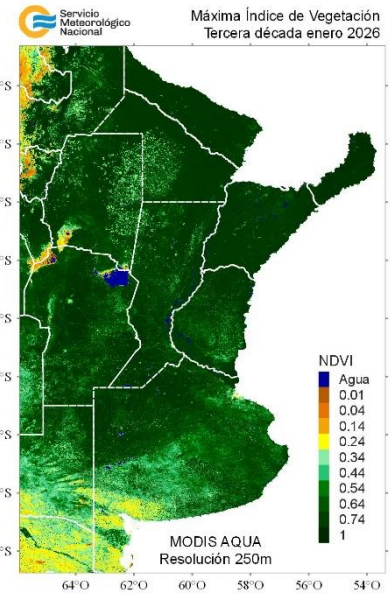 Servicio
Meteorológico
Nacional
Máxima Índice de Vegetación
Tercera década enero 2026
°S
°S
°S
°S
°S
°S
°S
°S
°S
NDVI
Agua
0.01
0.04
0.14
0.24
0.34
0.44
0.54
0.64
0.74
1
MODIS AQUA
Resolución 250m
64°O
62°O
60°O
58°O
56°O
54°O